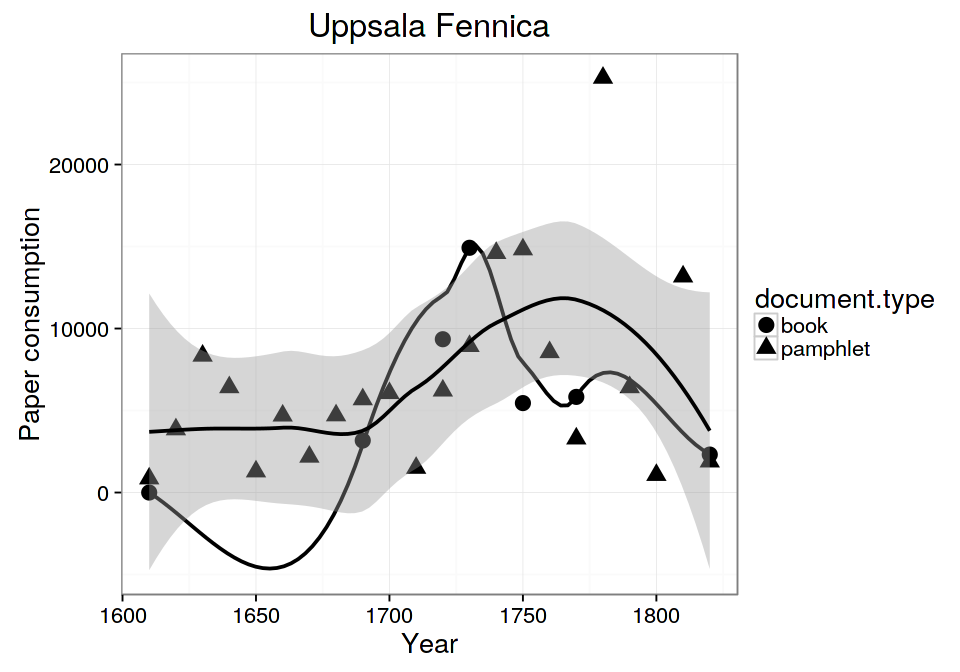 Uppsala Fennica
Paper consumption
20000
10000
0
1600 1650 1700 1750 1800
Year
document.type
book
pamphlet